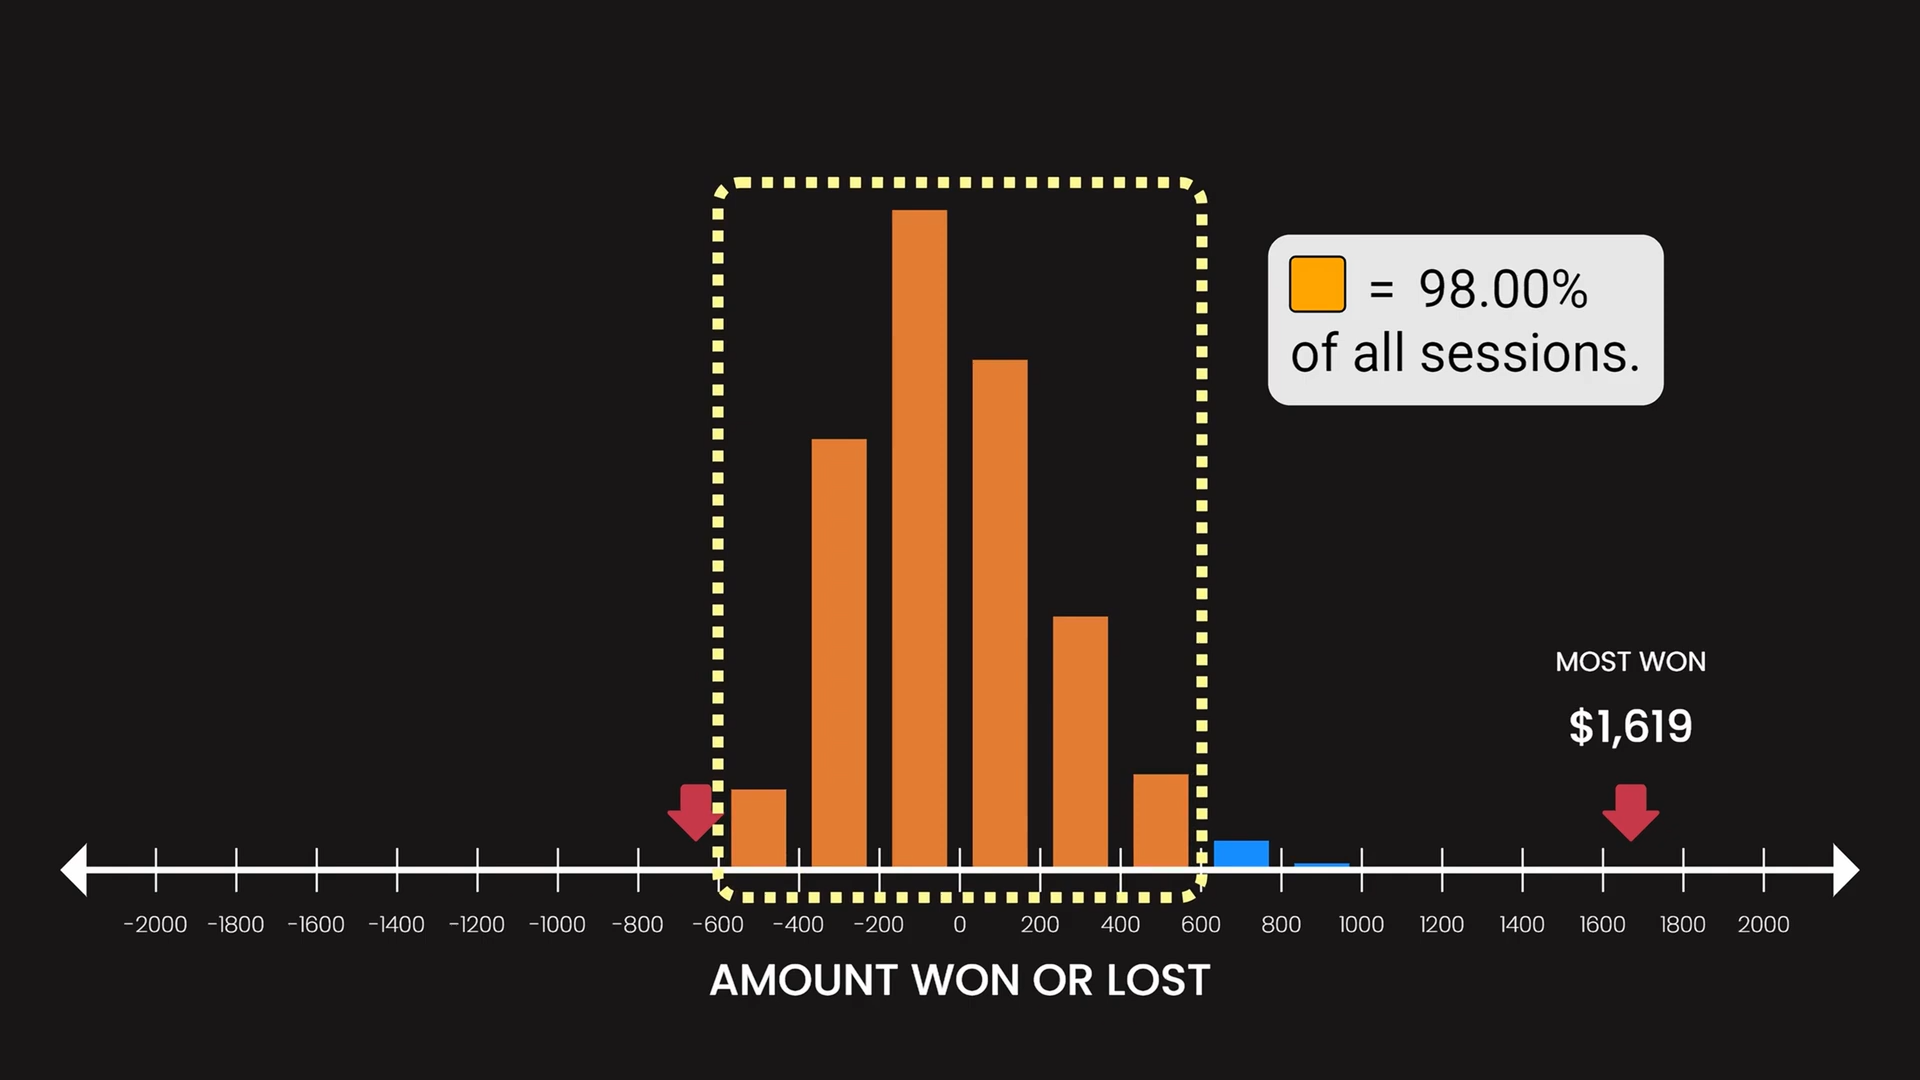 = 98.00%
of all sessions.
MOST WON
$1,619
-2000 -1800 -1600 -1400 -1200 -1000 -800 -600 -400 -200 0 200 400 600 800 1000 1200 1400 1600 1800 2000
AMOUNT WON OR LOST